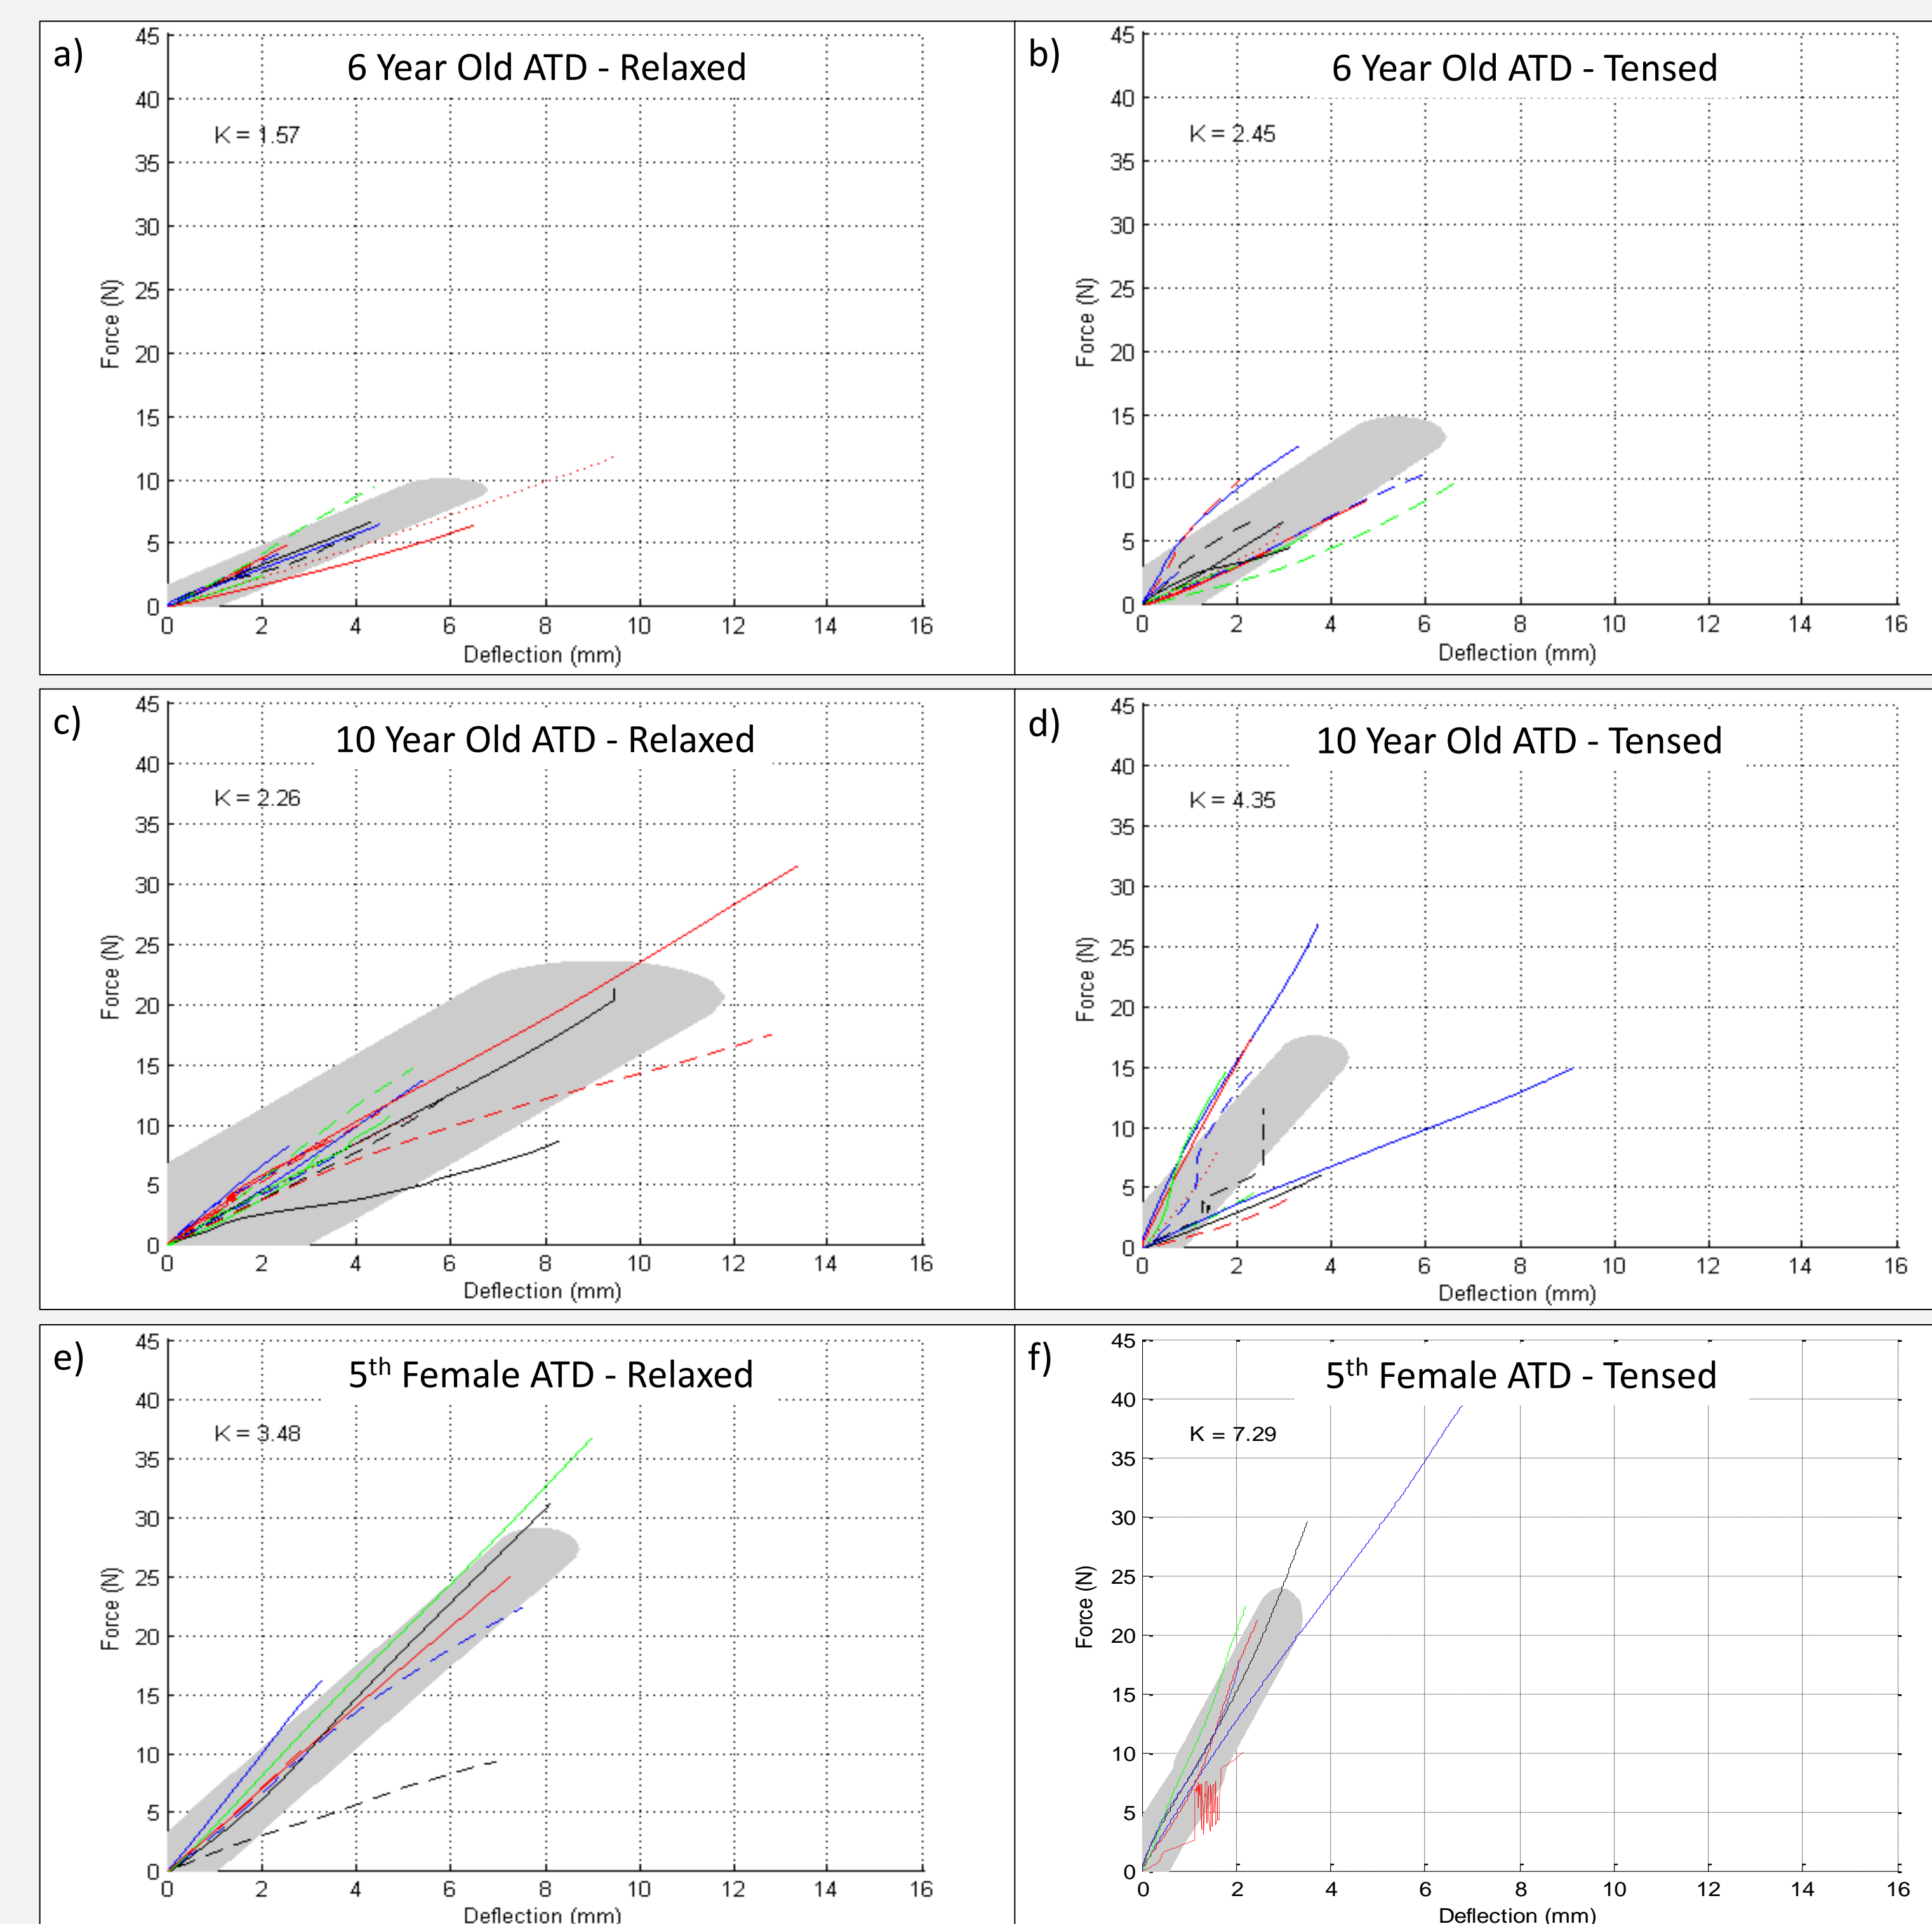 a)
6 Year Old ATD - Relaxed
K = 1.57
45
40
35
30
25
20
15
10
5
0
Force (N)
0 2 4 6 8 10 12 14 16
Deflection (mm)
b)
6 Year Old ATD - Tensed
K = 2.45
45
40
35
30
25
20
15
10
5
0
Force (N)
0 2 4 6 8 10 12 14 16
Deflection (mm)
c)
10 Year Old ATD - Relaxed
K = 2.26
45
40
35
30
25
20
15
10
5
0
Force (N)
0 2 4 6 8 10 12 14 16
Deflection (mm)
d)
10 Year Old ATD - Tensed
K = 4.35
45
40
35
30
25
20
15
10
5
0
Force (N)
0 2 4 6 8 10 12 14 16
Deflection (mm)
e)
5th Female ATD - Relaxed
K = 3.48
45
40
35
30
25
20
15
10
5
0
Force (N)
0 2 4 6 8 10 12 14 16
Deflection (mm)
f)
5th Female ATD - Tensed
K = 7.29
45
40
35
30
25
20
15
10
5
0
Force (N)
0 2 4 6 8 10 12 14 16
Deflection (mm)